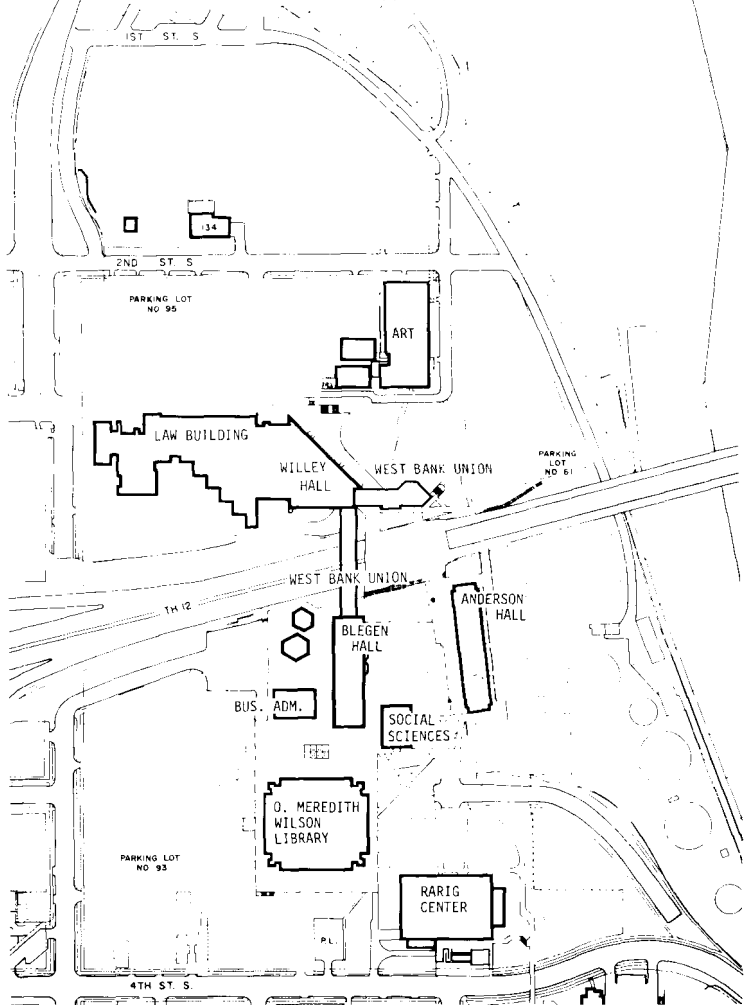 1ST ST. S
134
2ND ST. S
PARKING LOT
NO 95
ART
LAW BUILDING
WILLEY
HALL
WEST BANK UNION
PARKING
LOT
NO 61
WEST BANK UNION
TH 12
ANDERSON
HALL
BLEGEN
HALL
BUS. ADM.
SOCIAL
SCIENCES
O. MEREDITH
WILSON
LIBRARY
PARKING LOT
NO 93
RARIG
CENTER
P.L.
4TH ST. S.